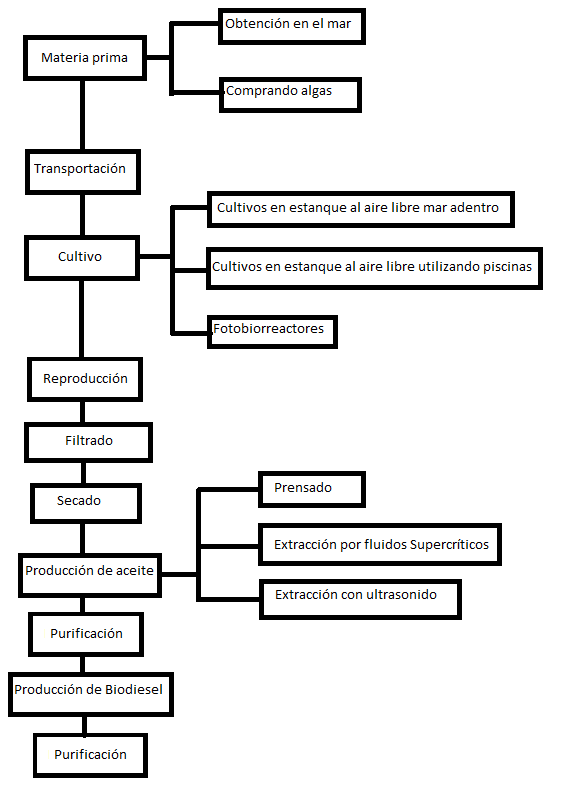 Obtención en el mar
Materia prima
Comprando algas
Transportación
Cultivos en estanque al aire libre mar adentro
Cultivo
Cultivos en estanque al aire libre utilizando piscinas
Fotobiorreactores
Reproducción
Filtrado
Secado
Prensado
Extracción por fluidos Supercríticos
Producción de aceite
Extracción con ultrasonido
Purificación
Producción de Biodiesel
Purificación